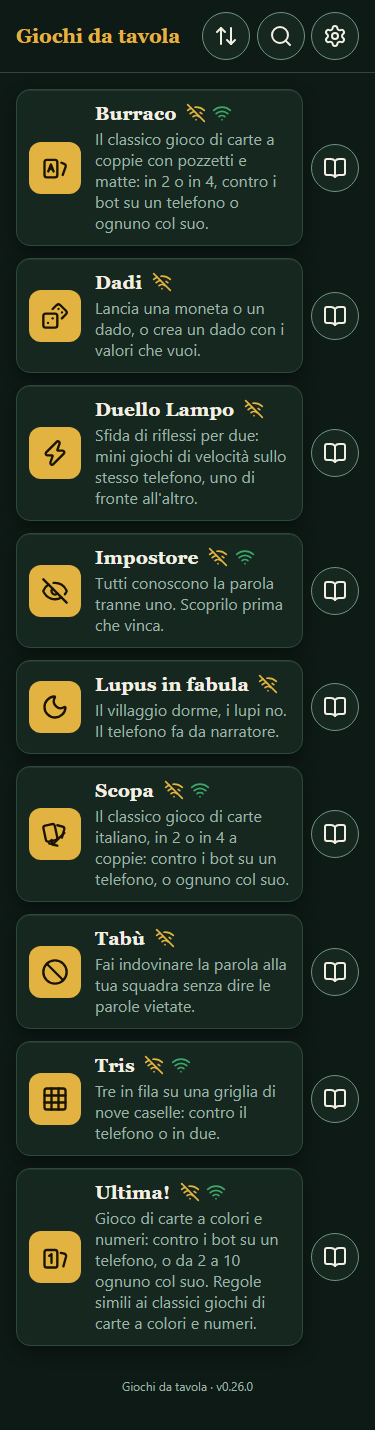 Giochi da tavola
Burraco
Il classico gioco di carte a
coppie con pozzetti e
matte: in 2 o in 4, contro i
bot su un telefono o
ognuno col suo.
Dadi
Lancia una moneta o un
dado, o crea un dado con i
valori che vuoi.
Duello Lampo
Sfida di riflessi per due:
mini giochi di velocità sullo
stesso telefono, uno di
fronte all'altro.
Impostore
Tutti conoscono la parola
tranne uno. Scoprilo prima
che vinca.
Lupus in fabula
Il villaggio dorme, i lupi no.
Il telefono fa da narratore.
Scopa
Il classico gioco di carte
italiano, in 2 o in 4 a
coppie: contro i bot su un
telefono, o ognuno col suo.
Tabù
Fai indovinare la parola alla
tua squadra senza dire le
parole vietate.
Tris
Tre in fila su una griglia di
nove caselle: contro il
telefono o in due.
Ultima!
Gioco di carte a colori e
numeri: contro i bot su un
telefono, o da 2 a 10
ognuno col suo. Regole
simili ai classici giochi di
carte a colori e numeri.
Giochi da tavola · v0.26.0